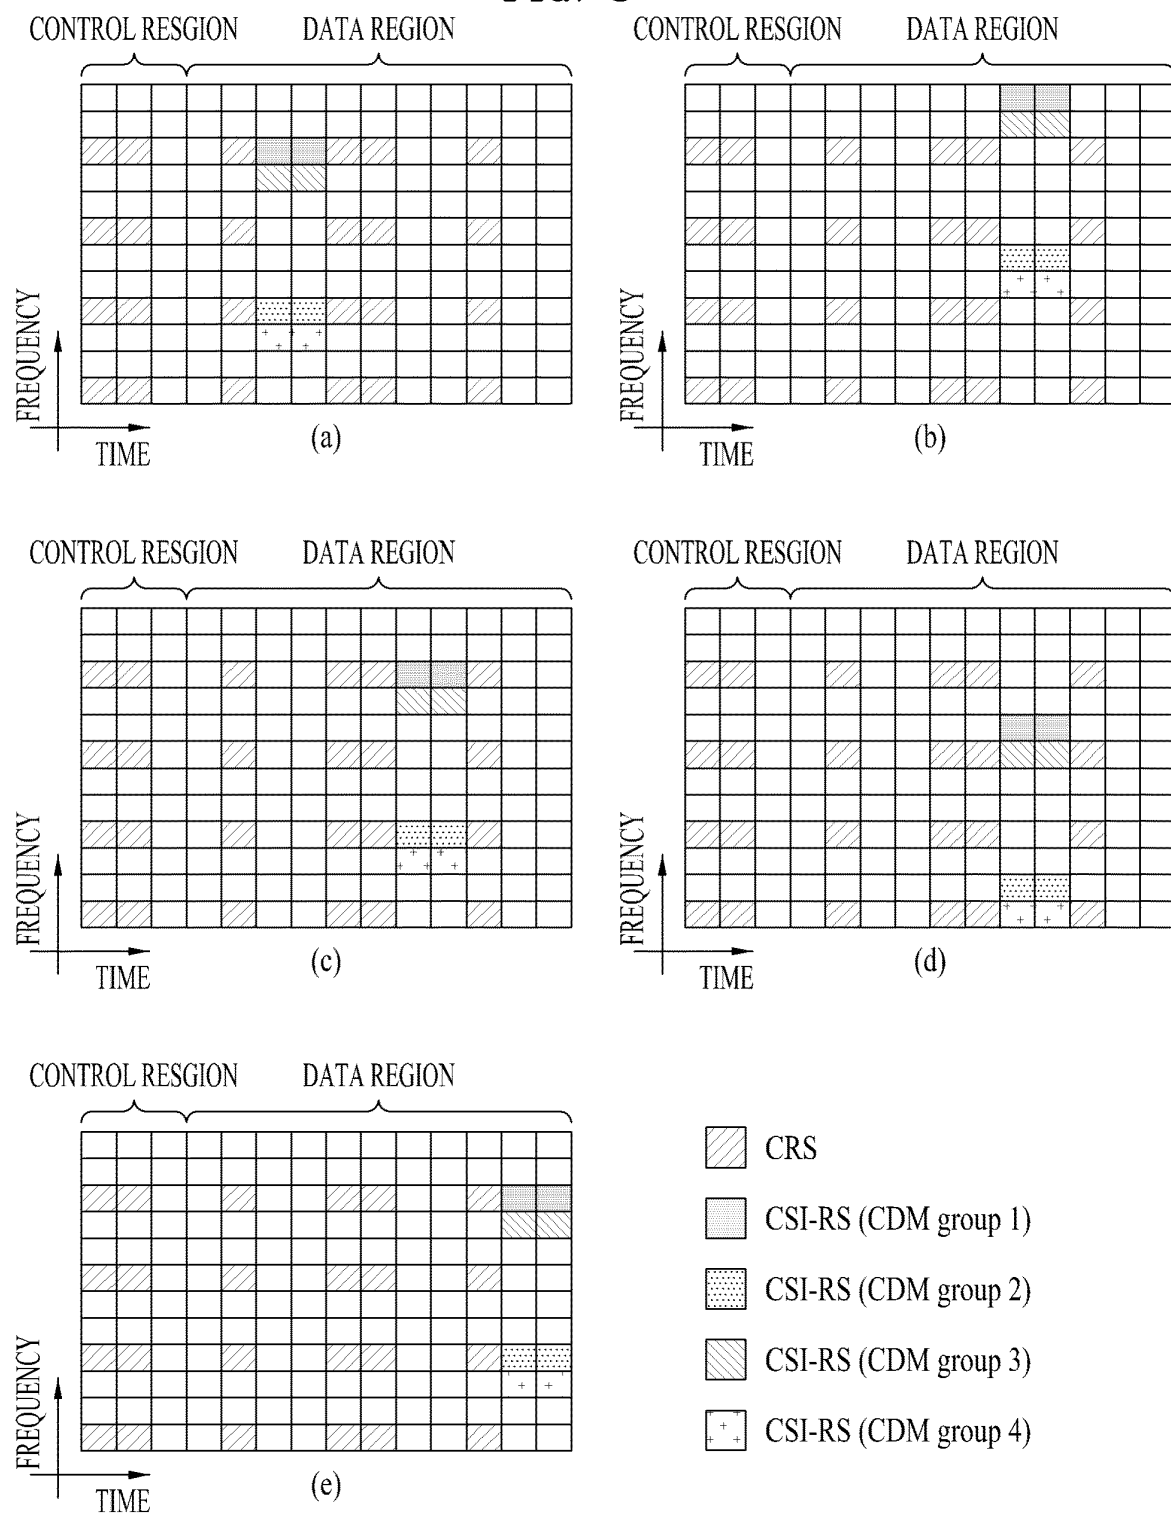 CONTROL RESGION DATA REGION
CONTROL RESGION DATA REGION
FREQUENCY
TIME
(a)
FREQUENCY
TIME
(b)
CONTROL RESGION DATA REGION
CONTROL RESGION DATA REGION
FREQUENCY
TIME
(c)
FREQUENCY
TIME
(d)
CONTROL RESGION DATA REGION
FREQUENCY
TIME
(e)
CRS
CSI-RS (CDM group 1)
CSI-RS (CDM group 2)
CSI-RS (CDM group 3)
CSI-RS (CDM group 4)